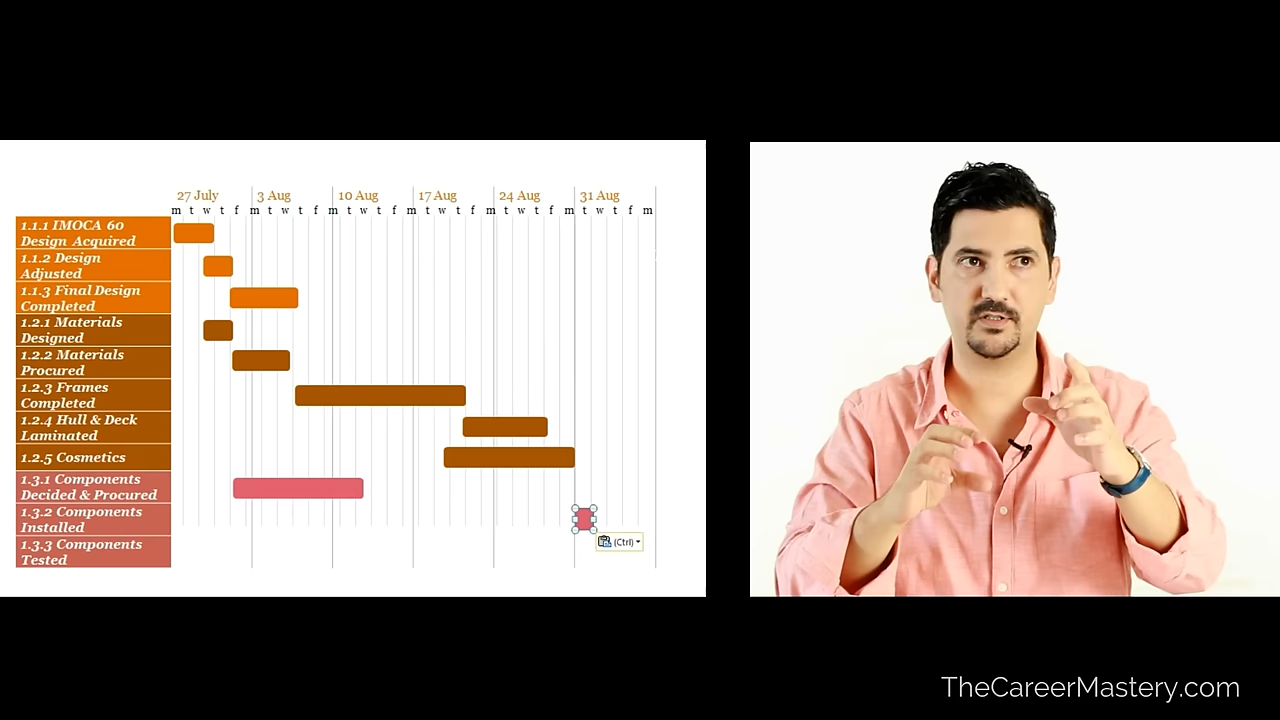 27 July 3 Aug 10 Aug 17 Aug 24 Aug 31 Aug
m t w t f m t w t f m t w t f m t w t f m t w t f m t w t f m
1.1.1 IMOCA 60
Design Acquired
1.1.2 Design
Adjusted
1.1.3 Final Design
Completed
1.2.1 Materials
Designed
1.2.2 Materials
Procured
1.2.3 Frames
Completed
1.2.4 Hull & Deck
Laminated
1.2.5 Cosmetics
1.3.1 Components
Decided & Procured
1.3.2 Components
Installed
(Ctrl)
1.3.3 Components
Tested
TheCareerMastery.com